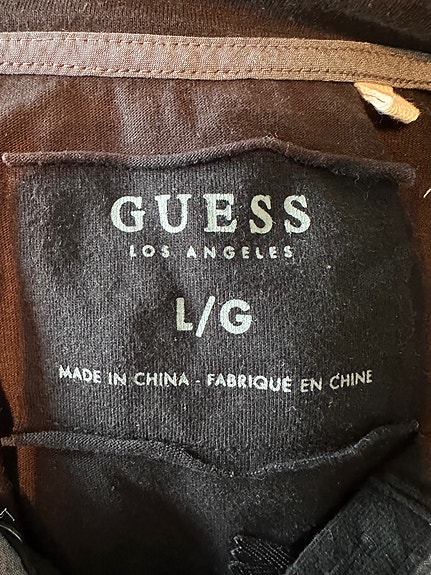 GUESS
LOS ANGELES
L/G
MADE IN CHINA - FABRIQUÉ EN CHINE